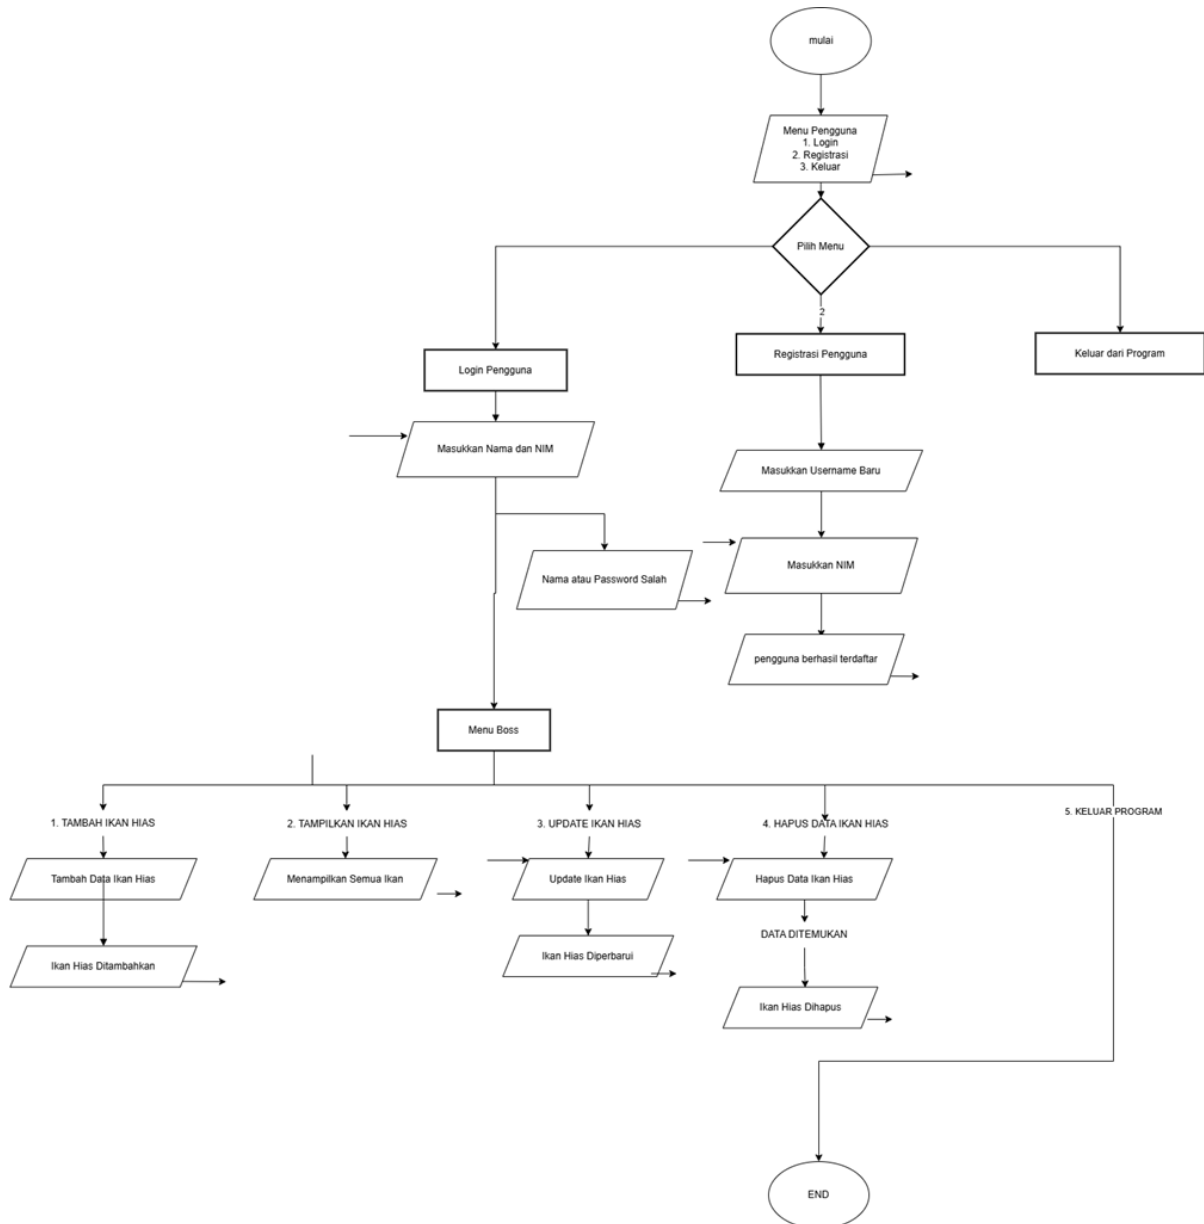 mulai
Menu Pengguna
1. Login
2. Registrasi
3. Keluar
Pilih Menu
2
Login Pengguna
Registrasi Pengguna
Keluar dari Program
Masukkan Nama dan NIM
Masukkan Username Baru
Nama atau Password Salah
Masukkan NIM
pengguna berhasil terdaftar
Menu Boss
1. TAMBAH IKAN HIAS
2. TAMPILKAN IKAN HIAS
3. UPDATE IKAN HIAS
4. HAPUS DATA IKAN HIAS
5. KELUAR PROGRAM
Tambah Data Ikan Hias
Menampilkan Semua Ikan
Update Ikan Hias
Hapus Data Ikan Hias
DATA DITEMUKAN
Ikan Hias Ditambahkan
Ikan Hias Diperbarui
Ikan Hias Dihapus
END